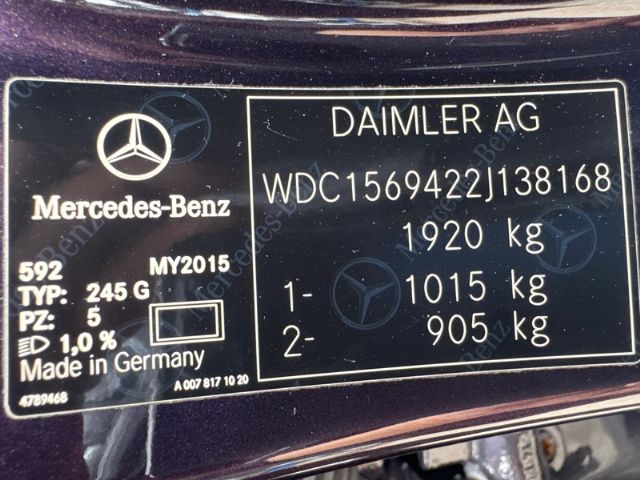 Mercedes-Benz
592 MY2015
TYP: 245 G
PZ: 5
1,0 %
Made in Germany
A 007 817 10 20
4789468
DAIMLER AG
WDC1569422J138168
1920 kg
1- 1015 kg
2- 905 kg